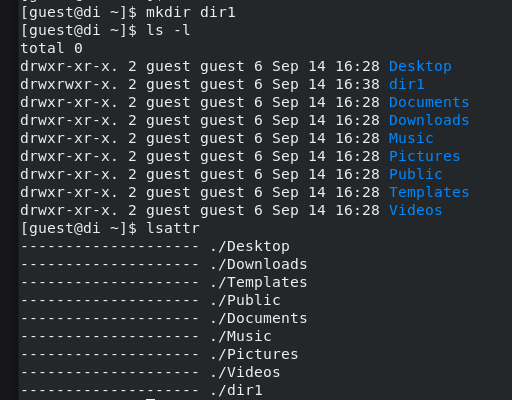 [guest@di ~]$ mkdir dir1
[guest@di ~]$ ls -l
total 0
drwxr-xr-x. 2 guest guest 6 Sep 14 16:28 Desktop
drwxrwxr-x. 2 guest guest 6 Sep 14 16:38 dir1
drwxr-xr-x. 2 guest guest 6 Sep 14 16:28 Documents
drwxr-xr-x. 2 guest guest 6 Sep 14 16:28 Downloads
drwxr-xr-x. 2 guest guest 6 Sep 14 16:28 Music
drwxr-xr-x. 2 guest guest 6 Sep 14 16:28 Pictures
drwxr-xr-x. 2 guest guest 6 Sep 14 16:28 Public
drwxr-xr-x. 2 guest guest 6 Sep 14 16:28 Templates
drwxr-xr-x. 2 guest guest 6 Sep 14 16:28 Videos
[guest@di ~]$ lsattr
-------------------- ./Desktop
-------------------- ./Downloads
-------------------- ./Templates
-------------------- ./Public
-------------------- ./Documents
-------------------- ./Music
-------------------- ./Pictures
-------------------- ./Videos
-------------------- ./dir1